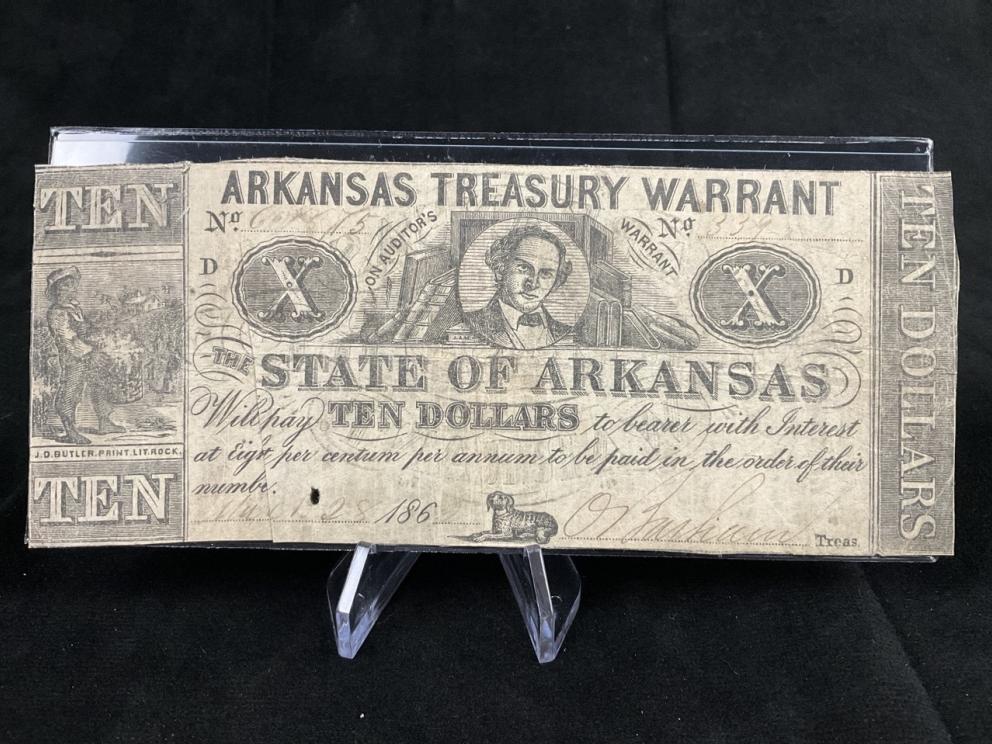 TEN
ARKANSAS TREASURY WARRANT
No.
ON AUDITOR'S
WARRANT
No.
D
X
X
D
THE
STATE OF ARKANSAS
Will pay TEN DOLLARS to bearer with Interest
at Eight per centum per annum to be paid in the order of their
numbe.
J.D. BUTLER. PRINT. LIT. ROCK.
TEN
28 186
Treas.
TEN DOLLARS